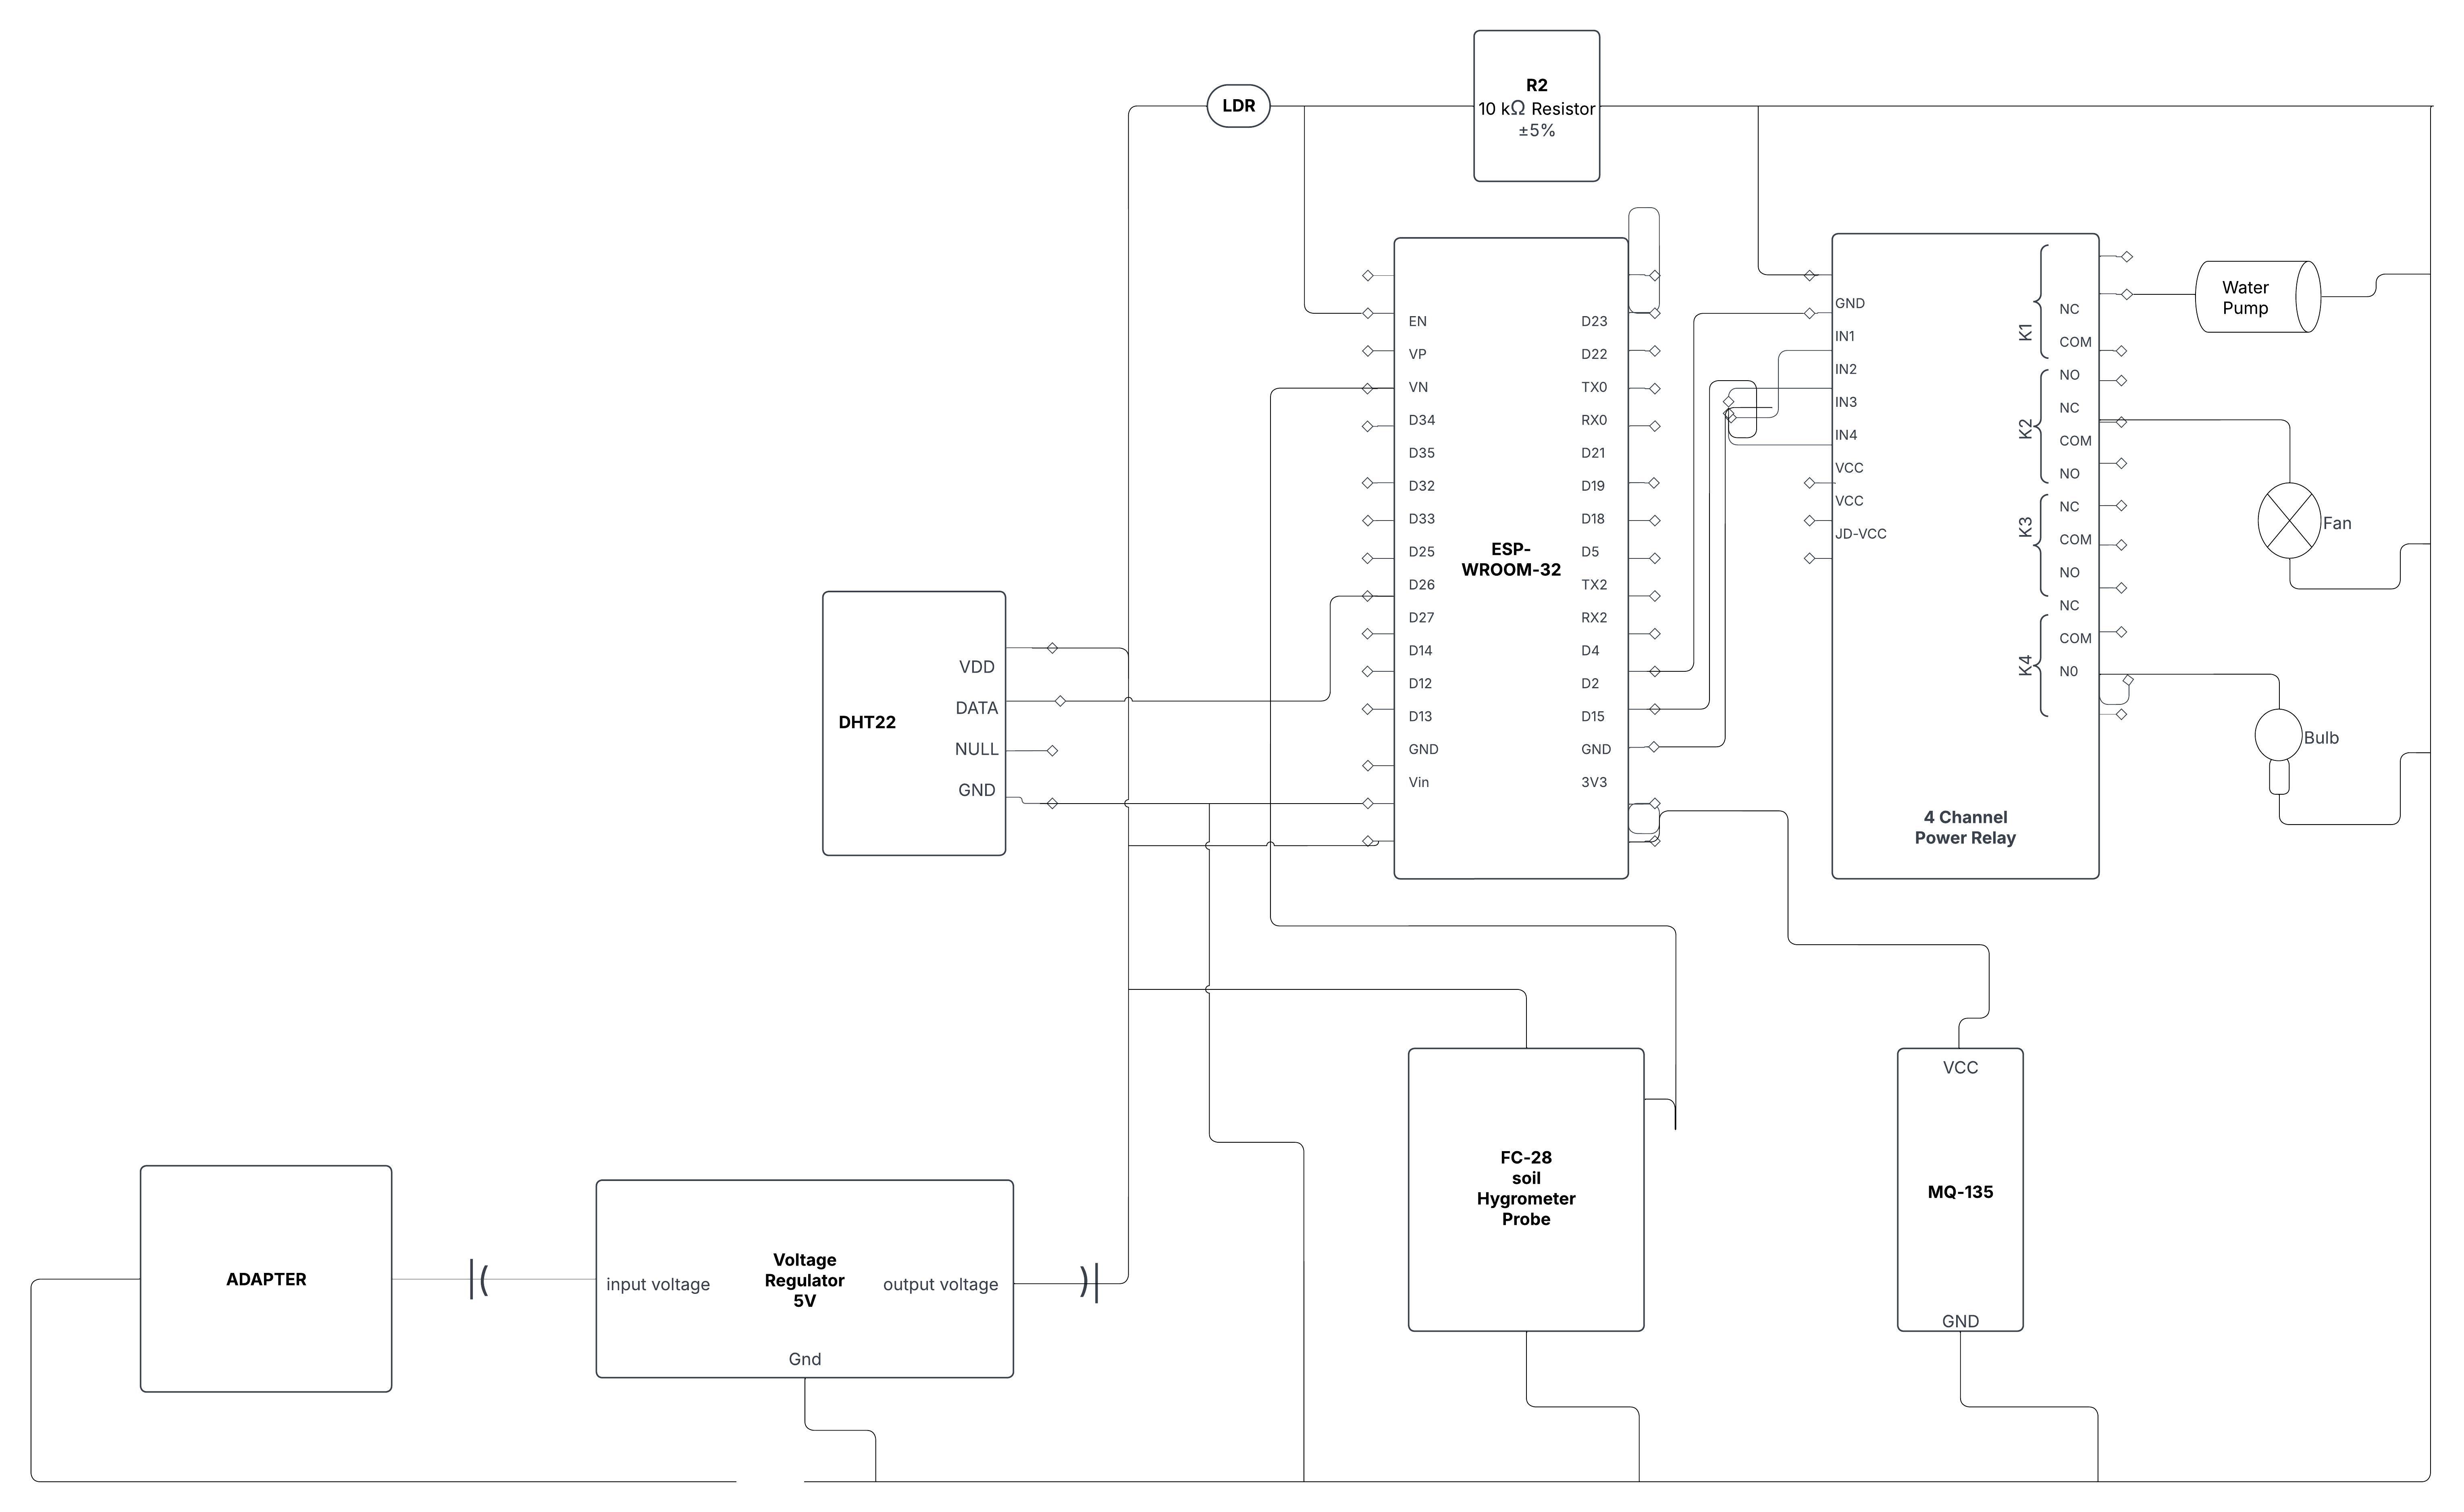 R2
10 kΩ Resistor
±5%
LDR
EN
VP
VN
D34
D35
D32
D33
D25
D26
D27
D14
D12
D13
GND
Vin
ESP-
WROOM-32
D23
D22
TX0
RX0
D21
D19
D18
D5
TX2
RX2
D4
D2
D15
GND
3V3
GND
IN1
IN2
IN3
IN4
VCC
VCC
JD-VCC
K1
K2
K3
K4
NC
COM
NO
NC
COM
NO
NC
COM
NO
NC
COM
N0
4 Channel
Power Relay
Water
Pump
Fan
Bulb
DHT22
VDD
DATA
NULL
GND
ADAPTER
|(
input voltage
Voltage
Regulator
5V
output voltage
Gnd
)|
FC-28
soil
Hygrometer
Probe
VCC
MQ-135
GND